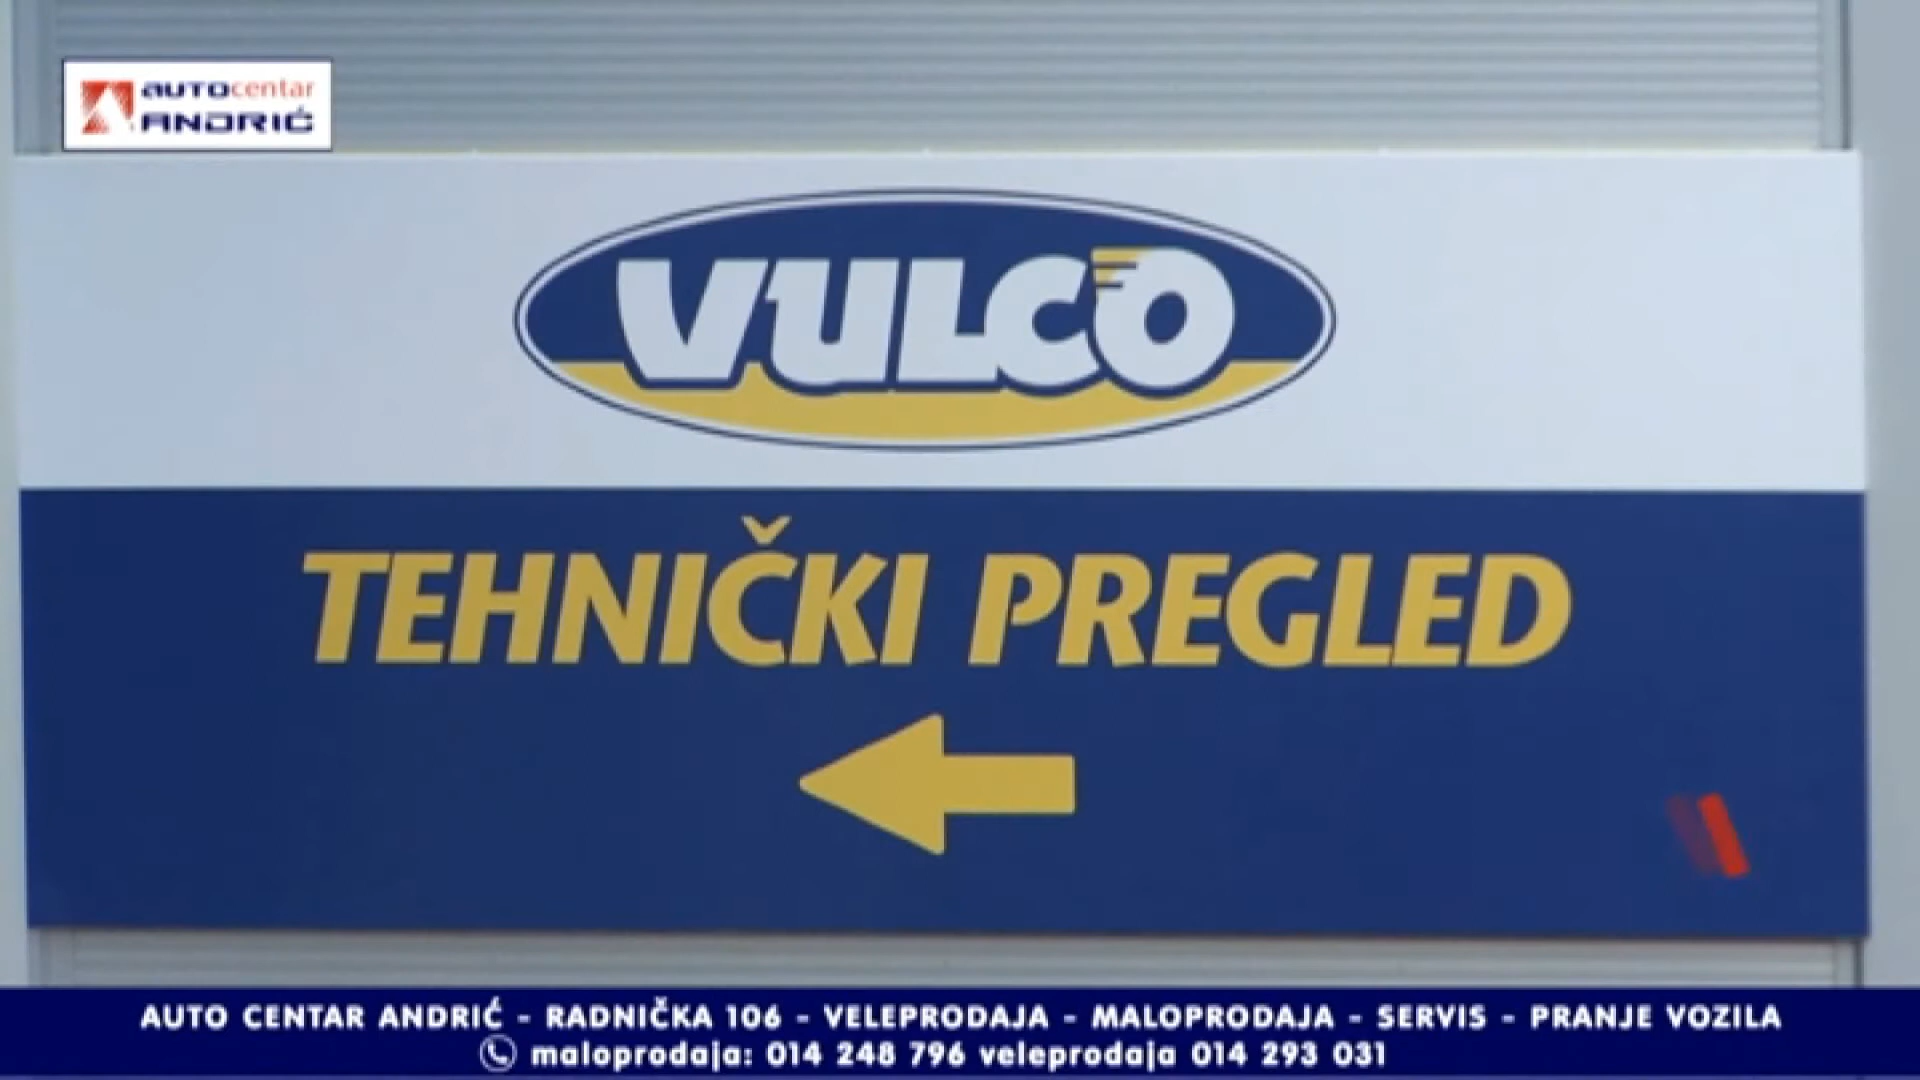 autocentar
ANDRIĆ
VULCO
TEHNIČKI PREGLED
AUTO CENTAR ANDRIĆ - RADNIČKA 106 - VELEPRODAJA - MALOPRODAJA - SERVIS - PRANJE VOZILA
maloprodaja: 014 248 796 veleprodaja 014 293 031